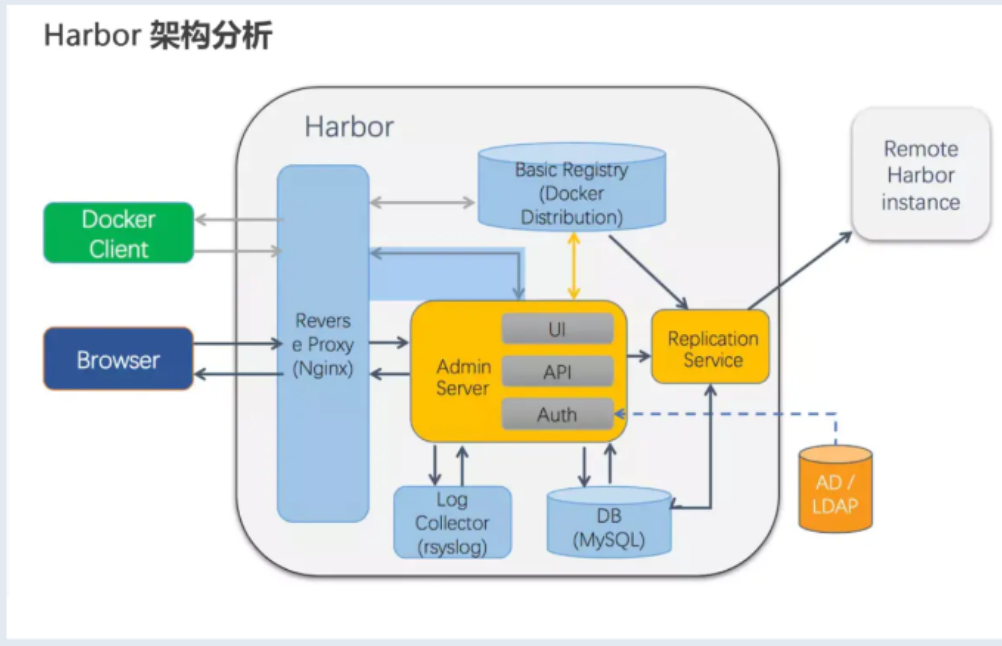 Harbor 架构分析
Harbor
Docker
Client
Browser
Revers
e Proxy
(Nginx)
Basic Registry
(Docker
Distribution)
Admin
Server
UI
API
Auth
Replication
Service
Remote
Harbor
instance
Log
Collector
(rsyslog)
DB
(MySQL)
AD /
LDAP